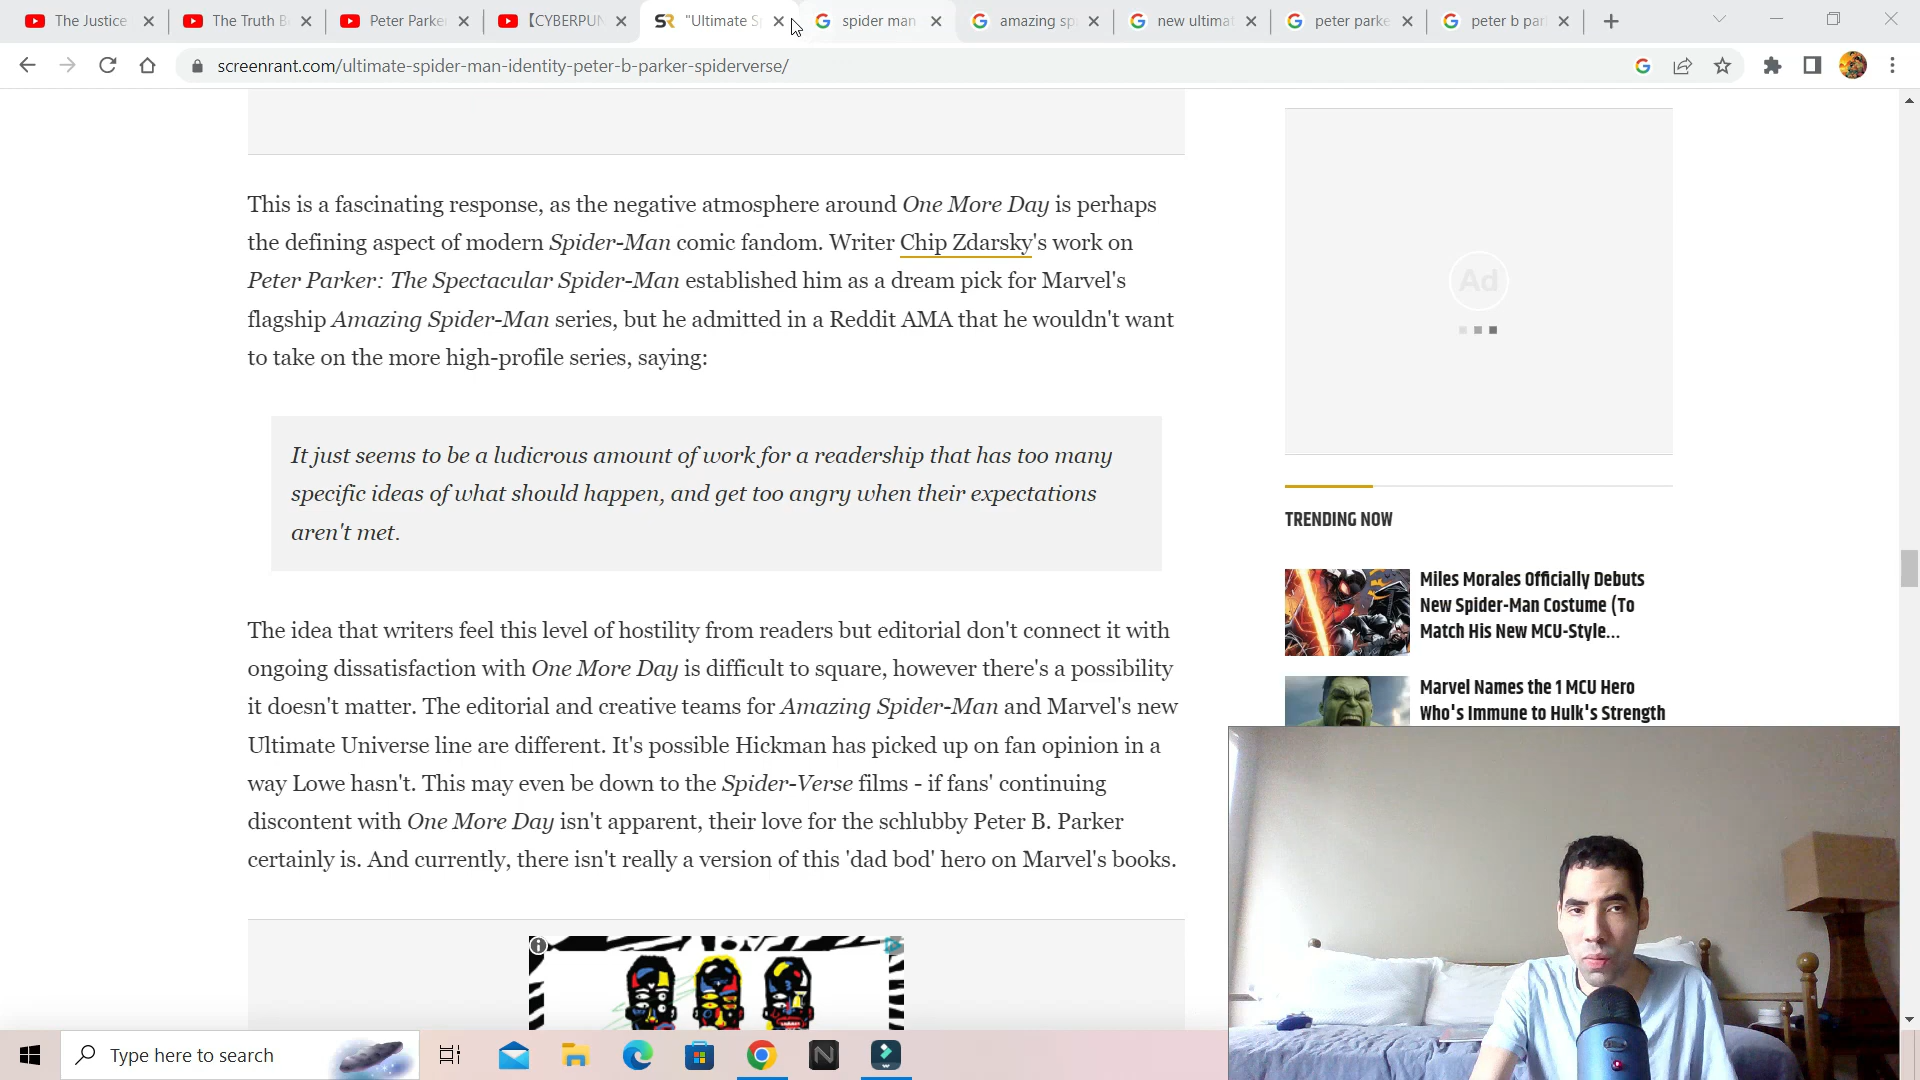 The Justice
The Truth B
Peter Parke
【CYBERPUN
"Ultimate S
spider man
amazing sp
new ultimat
peter parke
peter b par
screenrant.com/ultimate-spider-man-identity-peter-b-parker-spiderverse/
This is a fascinating response, as the negative atmosphere around One More Day is perhaps
the defining aspect of modern Spider-Man comic fandom. Writer Chip Zdarsky's work on
Peter Parker: The Spectacular Spider-Man established him as a dream pick for Marvel's
flagship Amazing Spider-Man series, but he admitted in a Reddit AMA that he wouldn't want
to take on the more high-profile series, saying:
It just seems to be a ludicrous amount of work for a readership that has too many
specific ideas of what should happen, and get too angry when their expectations
aren't met.
The idea that writers feel this level of hostility from readers but editorial don't connect it with
ongoing dissatisfaction with One More Day is difficult to square, however there's a possibility
it doesn't matter. The editorial and creative teams for Amazing Spider-Man and Marvel's new
Ultimate Universe line are different. It's possible Hickman has picked up on fan opinion in a
way Lowe hasn't. This may even be down to the Spider-Verse films - if fans' continuing
discontent with One More Day isn't apparent, their love for the schlubby Peter B. Parker
certainly is. And currently, there isn't really a version of this 'dad bod' hero on Marvel's books.
Ad
TRENDING NOW
Miles Morales Officially Debuts
New Spider-Man Costume (To
Match His New MCU-Style...
Marvel Names the 1 MCU Hero
Who's Immune to Hulk's Strength
Type here to search